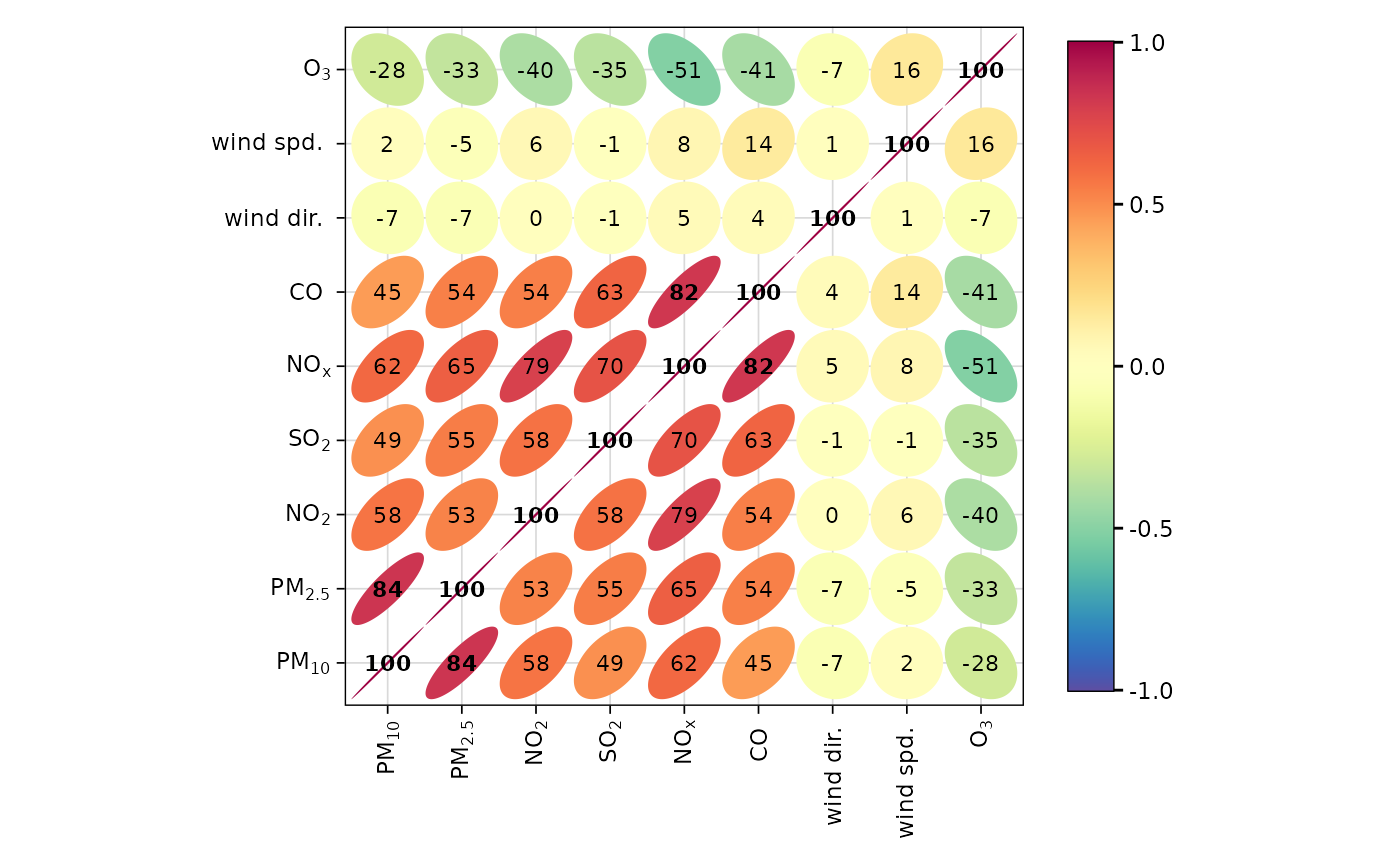 O₃ -28 -33 -40 -35 -51 -41 -7 16 100
wind spd. 2 -5 6 -1 8 14 1 100 16
wind dir. -7 -7 0 -1 5 4 100 1 -7
CO 45 54 54 63 82 100 4 14 -41
NOₓ 62 65 79 70 100 82 5 8 -51
SO₂ 49 55 58 100 70 63 -1 -1 -35
NO₂ 58 53 100 58 79 54 0 6 -40
PM₂.₅ 84 100 53 55 65 54 -7 -5 -33
PM₁₀ 100 84 58 49 62 45 -7 2 -28
PM₁₀ PM₂.₅ NO₂ SO₂ NOₓ CO wind dir. wind spd. O₃
1.0
0.5
0.0
-0.5
-1.0